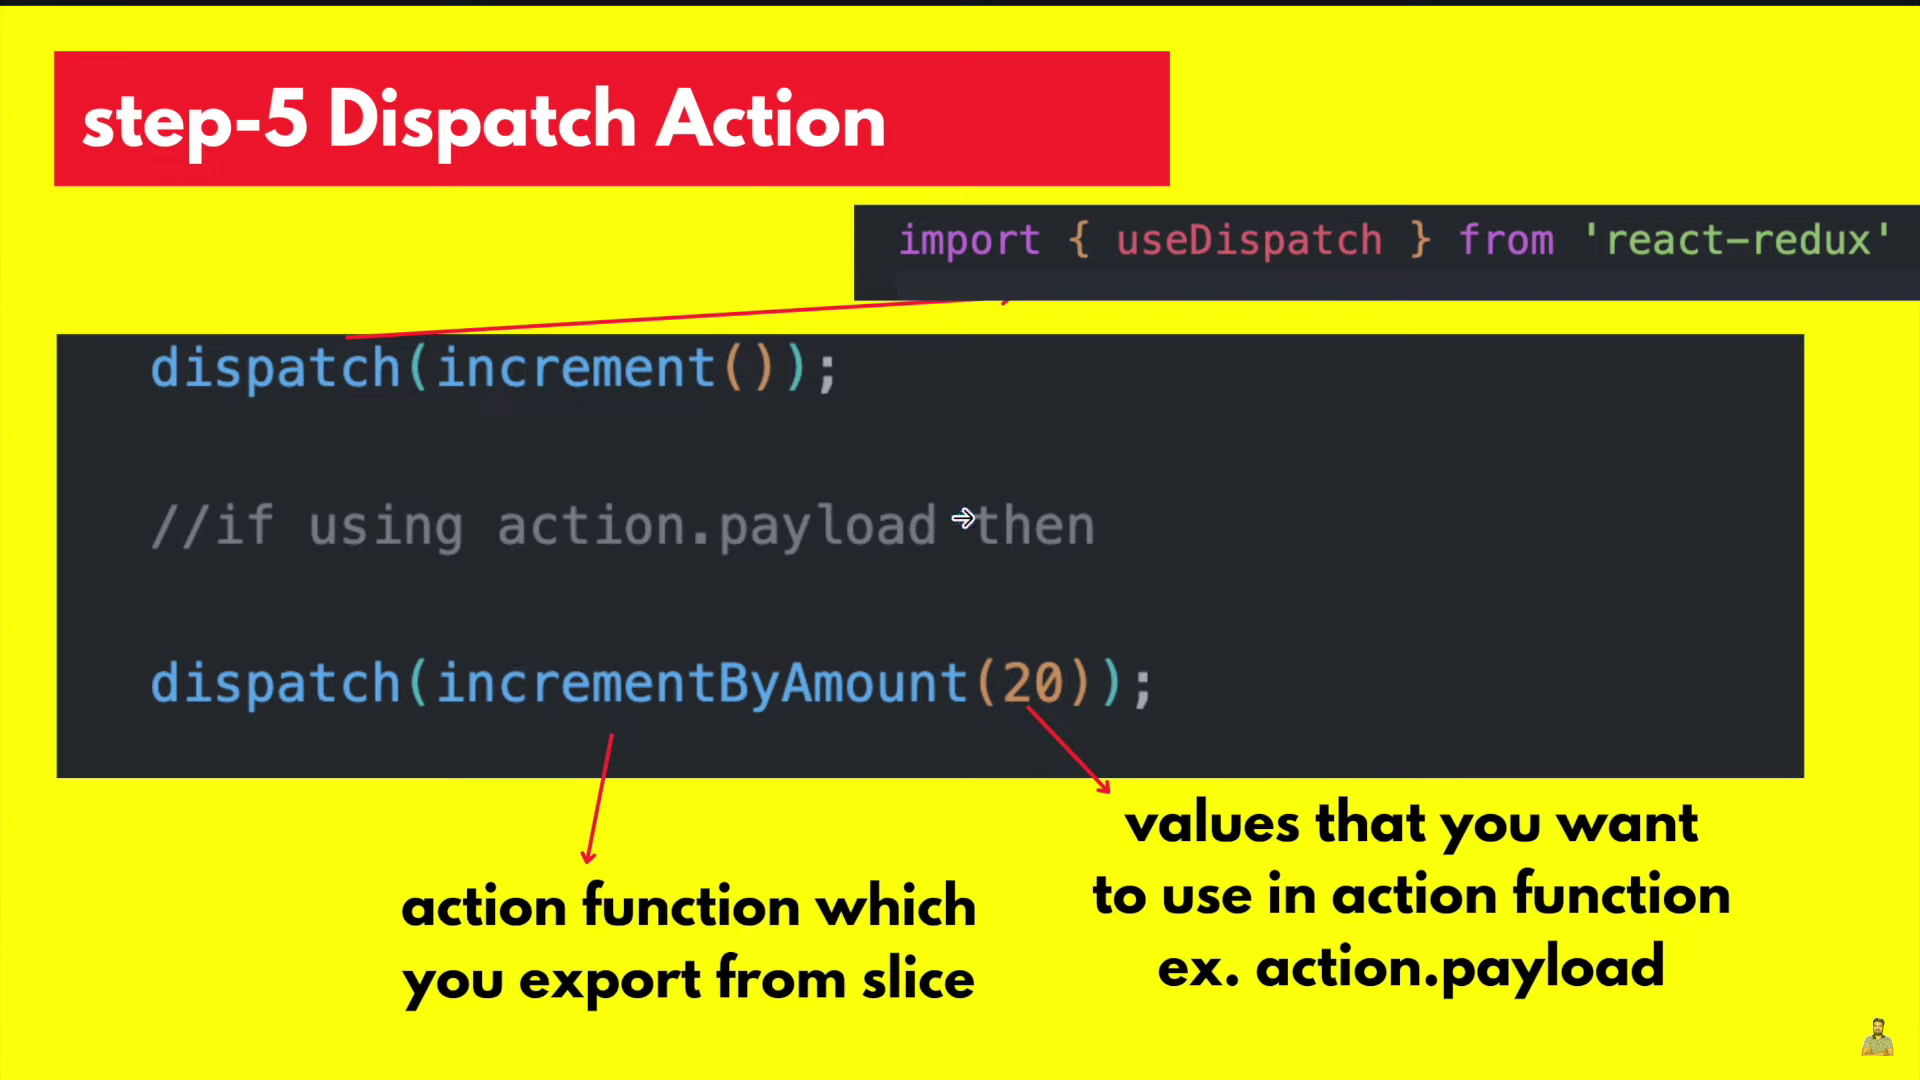 step-5 Dispatch Action
import { useDispatch } from 'react-redux'
dispatch(increment());
//if using action.payload then
dispatch(incrementByAmount(20));
values that you want
to use in action function
ex. action.payload
action function which
you export from slice